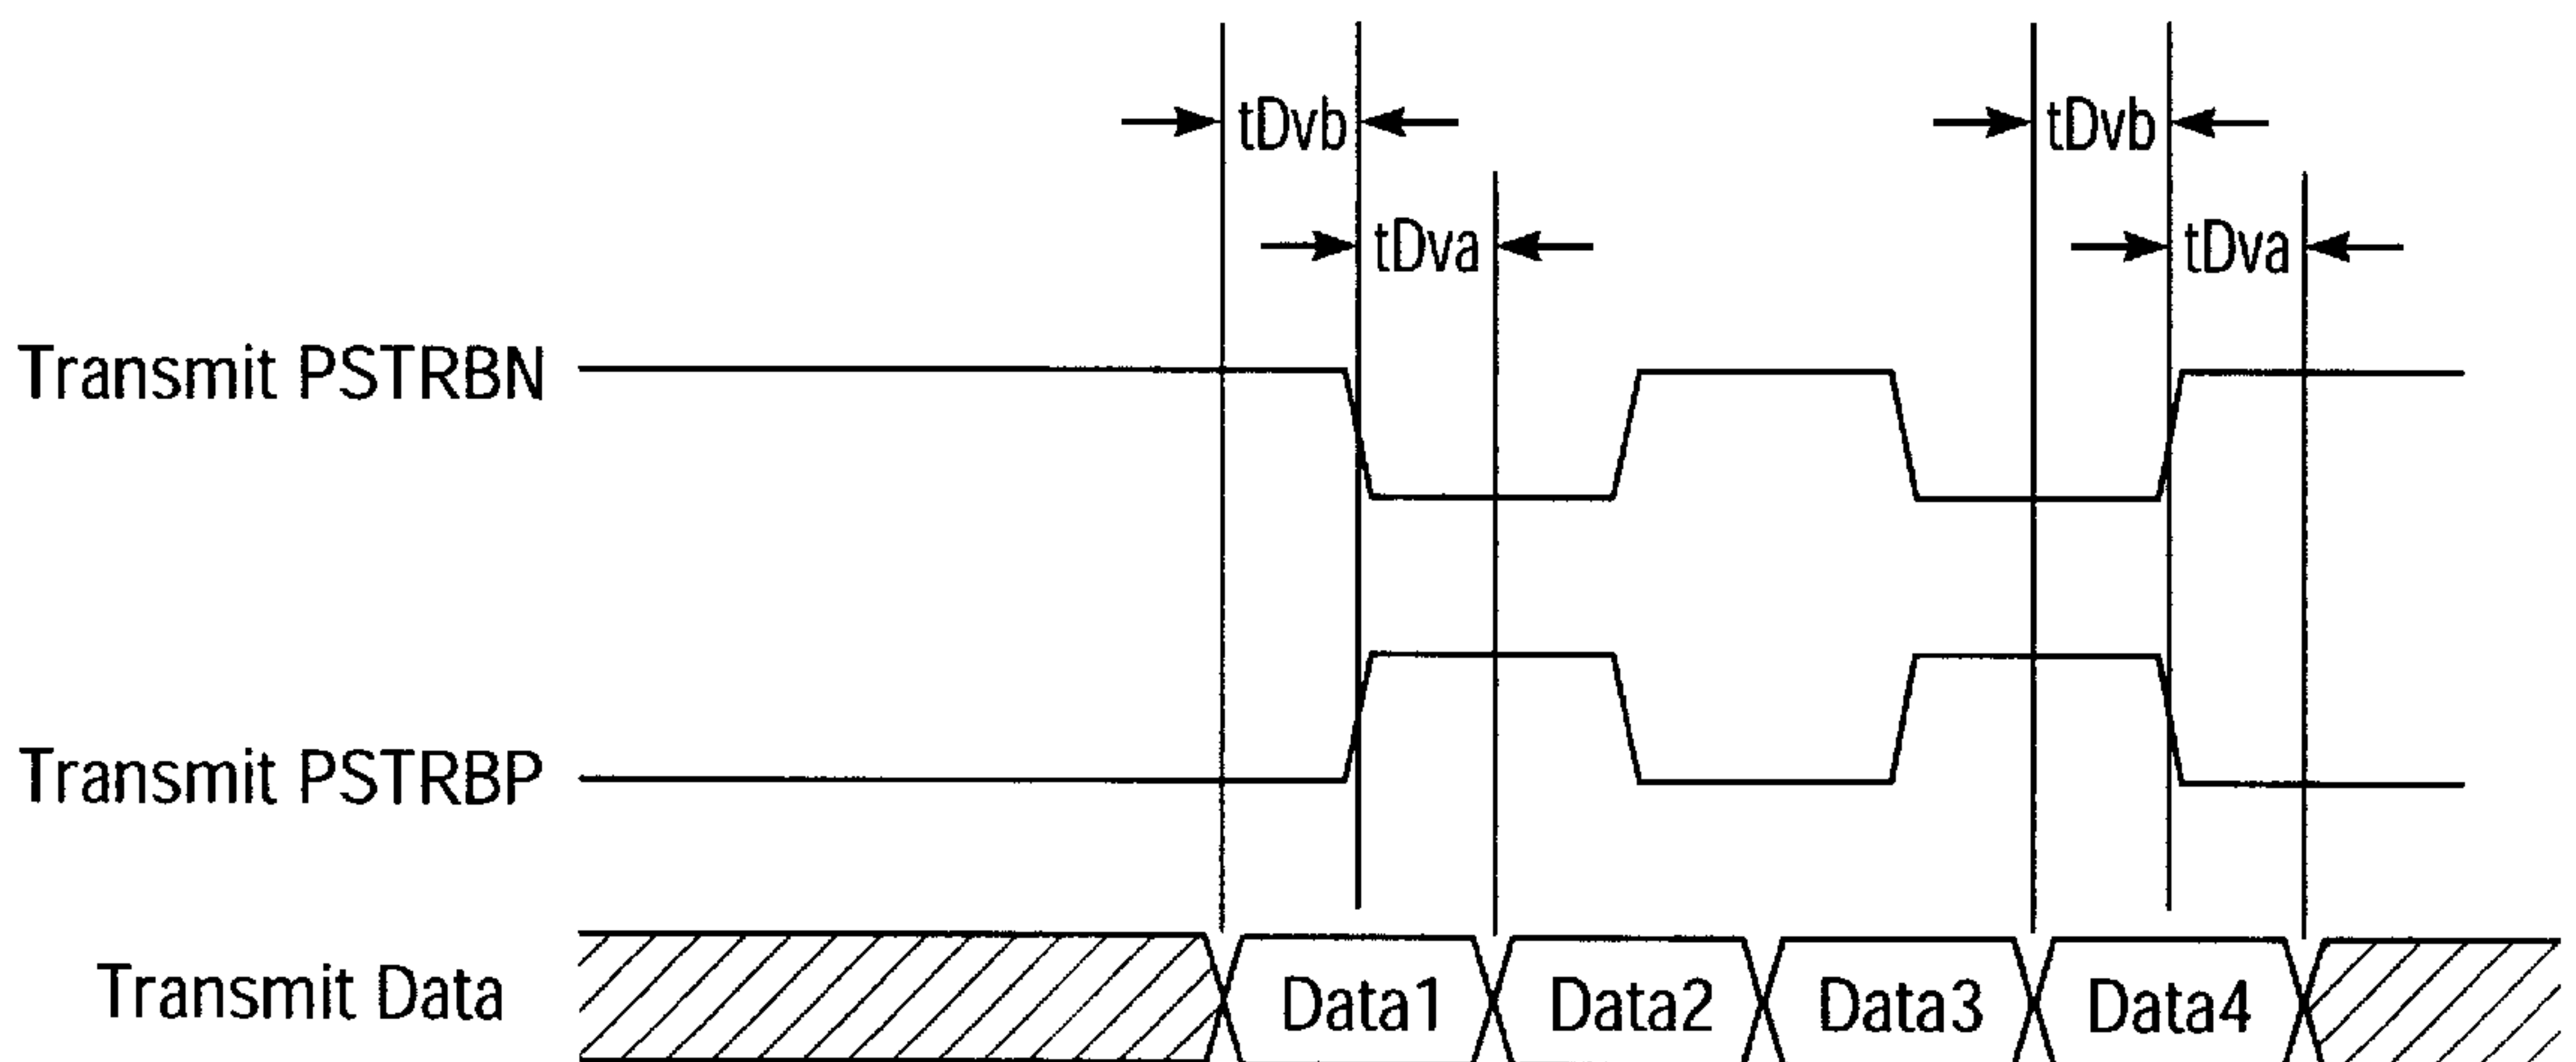 tDvb tDvb
tDva tDva
Transmit PSTRBN
Transmit PSTRBP
Transmit Data Data1 Data2 Data3 Data4